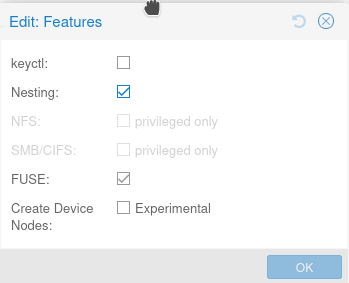 Edit: Features
keyctl:
Nesting:
NFS: privileged only
SMB/CIFS: privileged only
FUSE:
Create Device Experimental
Nodes:
OK